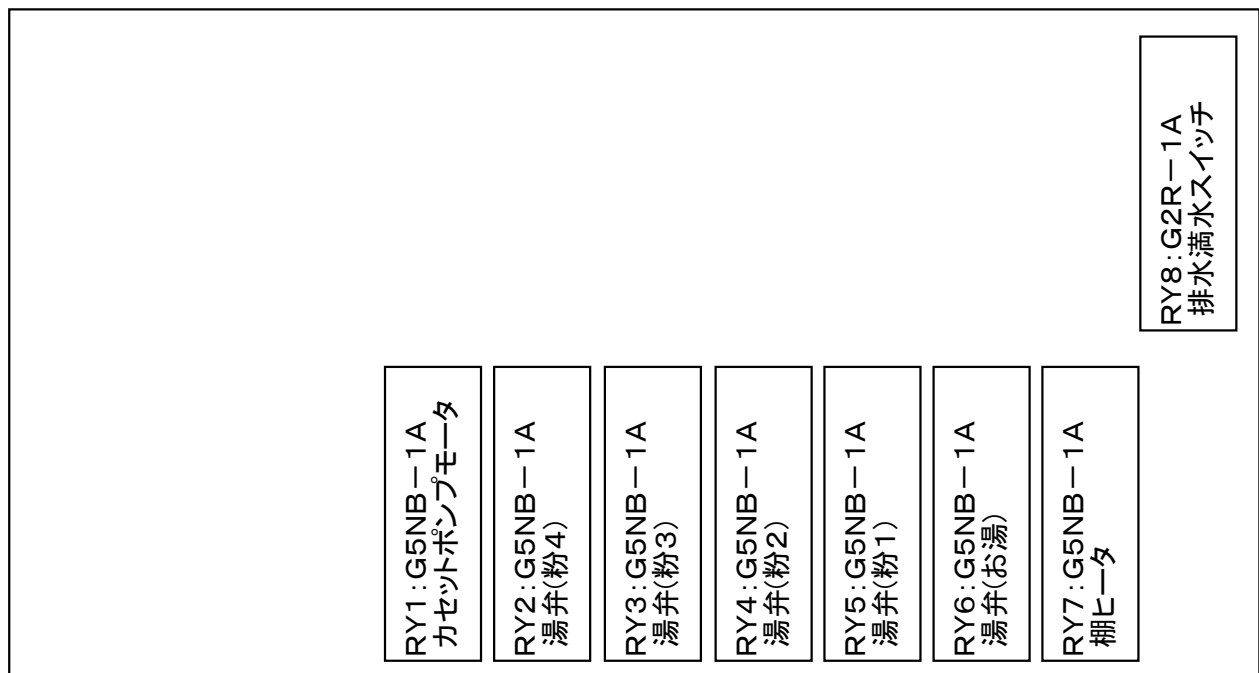 RY1:G5NB－1A
カセットポンプモータ
RY2:G5NB－1A
湯弁(粉4)
RY3:G5NB－1A
湯弁(粉3)
RY4:G5NB－1A
湯弁(粉2)
RY5:G5NB－1A
湯弁(粉1)
RY6:G5NB－1A
湯弁(お湯)
RY7:G5NB－1A
棚ヒータ
RY8:G2R－1A
排水満水スイッチ